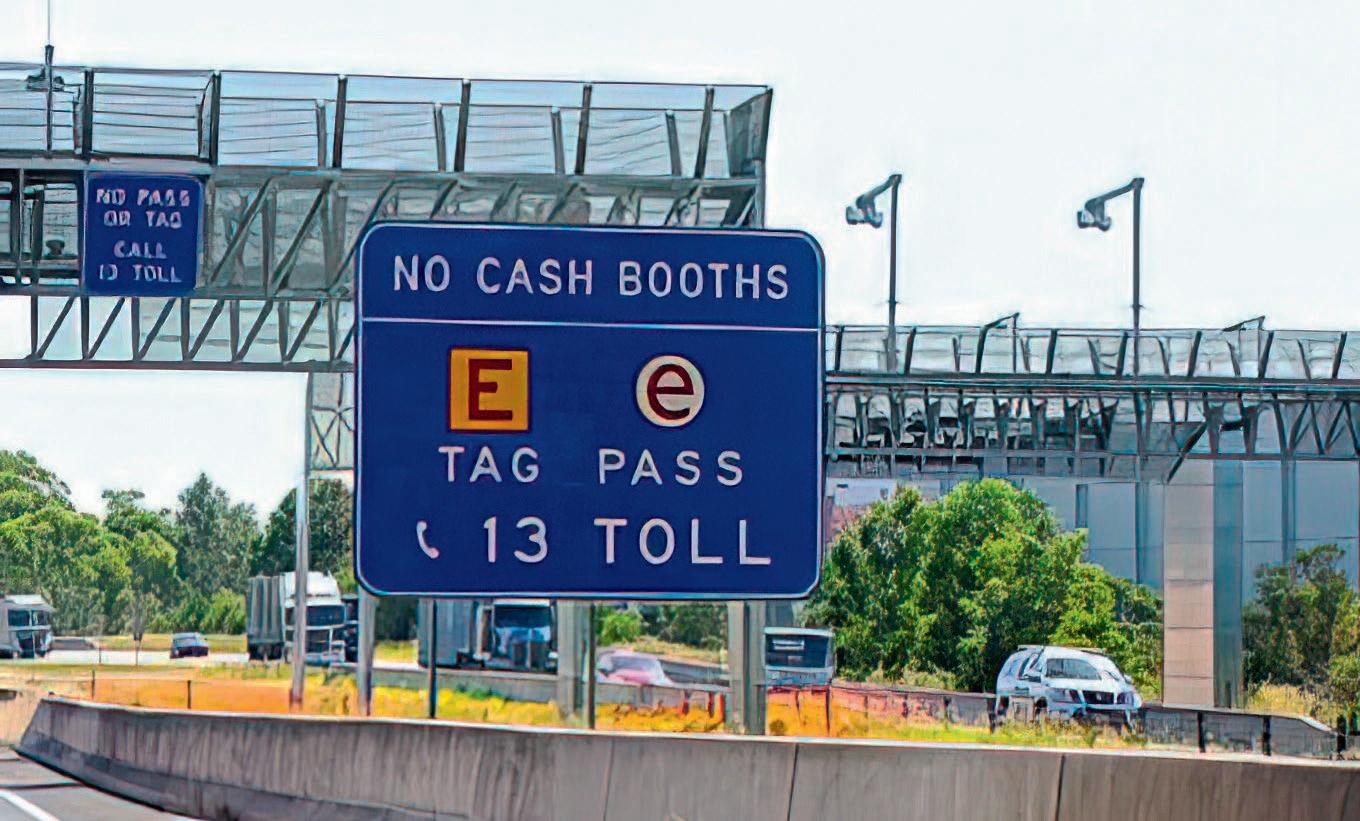 NO PASS
OR TAG
CALL
13 TOLL
NO CASH BOOTHS
E e
TAG PASS
13 TOLL